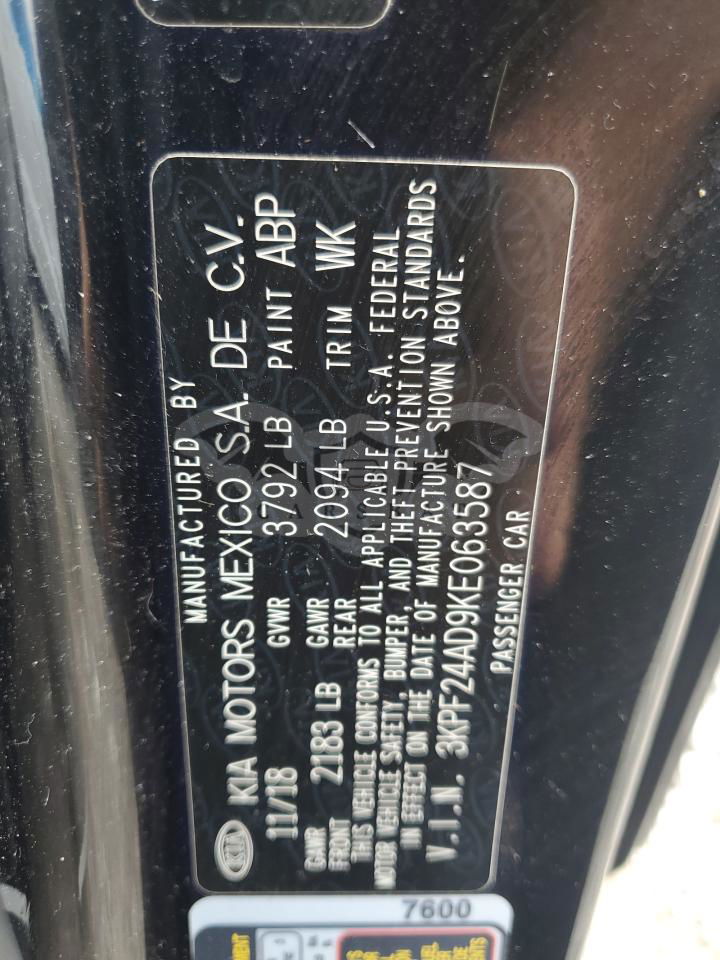 MANUFACTURED BY
KIA KIA MOTORS MEXICO S.A. DE C.V.
11/18 GVWR 3792 LB PAINT ABP
GAWR FRONT 2183 LB GAWR REAR 2094 LB TRIM WK
THIS VEHICLE CONFORMS TO ALL APPLICABLE U.S.A. FEDERAL
MOTOR VEHICLE SAFETY, BUMPER, AND THEFT PREVENTION STANDARDS
IN EFFECT ON THE DATE OF MANUFACTURE SHOWN ABOVE.
V.I.N. 3KPF24AD9KE063587
PASSENGER CAR
7600